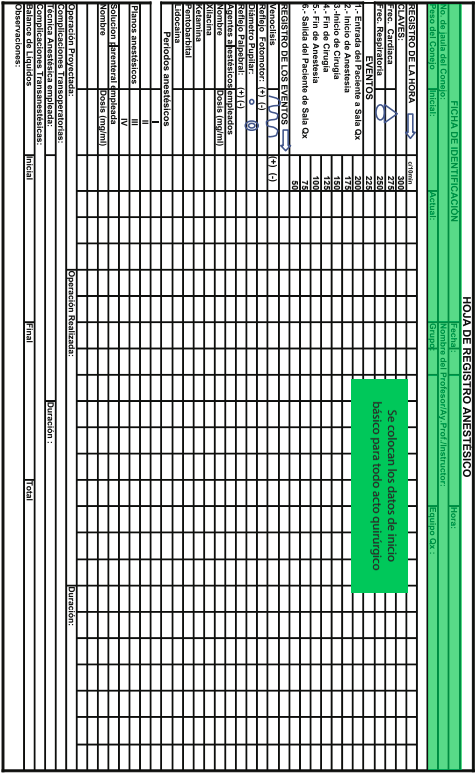 HOJA DE REGISTRO ANESTÉSICO
FICHA DE IDENTIFICACIÓN Fecha: Hora:
No. de jaula del Conejo: Nombre del Profesor/Ay.Prof./Instructor:
Peso del Conejo Inicial: Actual: Grupo: Equipo Qx :
REGISTRO DE LA HORA c/10min
CLAVES: 300
Frec. Cardiaca 275
Frec. Respiratoria 250
EVENTOS 225
1.- Entrada del Paciente a Sala Qx 200
2.- Inicio de Anestesia 175
3.-Inicio de Cirugía 150
4.- Fin de Cirugía 125
5.- Fin de Anestesia 100
6.- Salida del Paciente de Sala Qx 75
REGISTRO DE LOS EVENTOS 50
Se colocan los datos de inicio
básico para todo acto quirúrgico
Venoclisis (+) (-)
Reflejo Fotomotor: (+) (-)
Diámetro Pupilar:
Reflejo Palpebral: (+) (-)
Agentes anestésicos empleados
Nombre Dosis (mg/ml)
Xilacina
Ketamina
Pentobarbital
Lidocaina
Períodos anestésicos
I
II
Planos anestésicos III
IV
Solucion parenteral empleada
Nombre Dosis (mg/ml)
Operación Proyectada: Operación Realizada: Duración:
Complicaciones Transoperatorias:
Técnica Anestésica empleada: Duración :
Complicaciones Transanestésicas:
Balance de Líquidos Inicial Final Total
Observaciones: